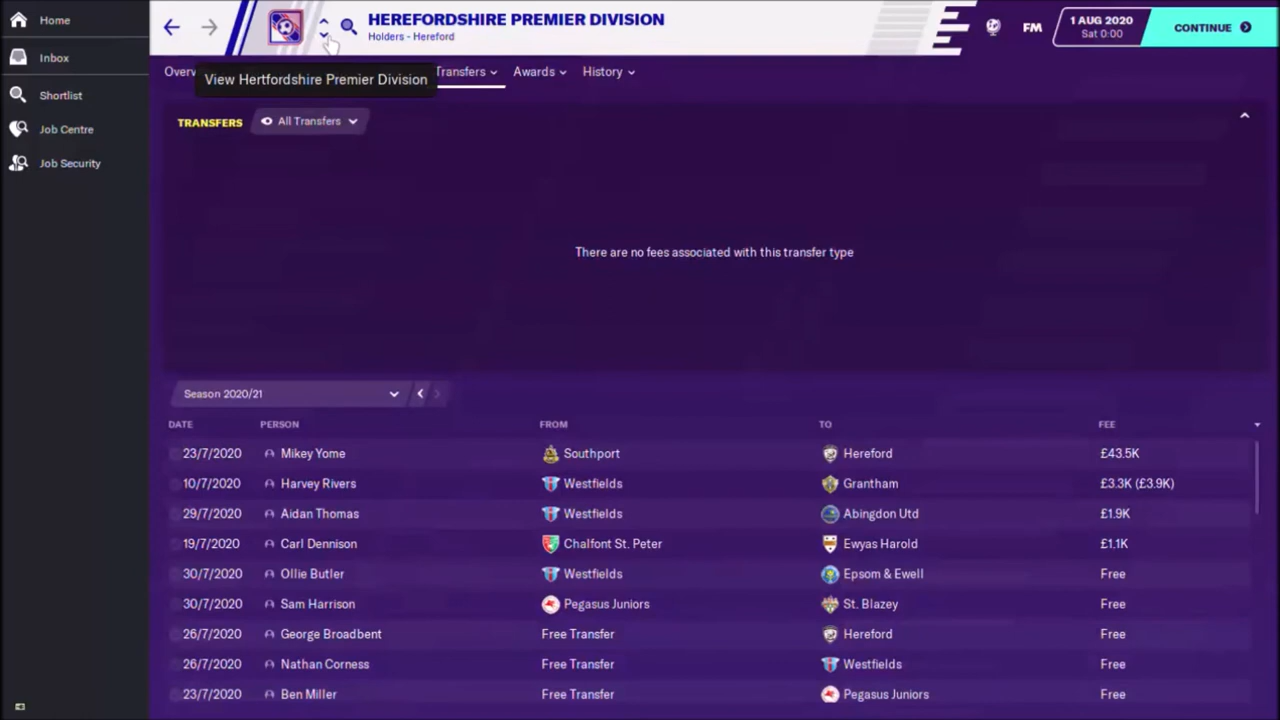 Home
Inbox
Shortlist
Job Centre
Job Security
HEREFORDSHIRE PREMIER DIVISION
Holders - Hereford
FM
1 AUG 2020
Sat 0:00
CONTINUE
Overv
View Hertfordshire Premier Division
Transfers
Awards
History
TRANSFERS
All Transfers
There are no fees associated with this transfer type
Season 2020/21
DATE PERSON FROM TO FEE
23/7/2020 Mikey Yome Southport Hereford £43.5K
10/7/2020 Harvey Rivers Westfields Grantham £3.3K (£3.9K)
29/7/2020 Aidan Thomas Westfields Abingdon Utd £1.9K
19/7/2020 Carl Dennison Chalfont St. Peter Ewyas Harold £1.1K
30/7/2020 Ollie Butler Westfields Epsom & Ewell Free
30/7/2020 Sam Harrison Pegasus Juniors St. Blazey Free
26/7/2020 George Broadbent Free Transfer Hereford Free
26/7/2020 Nathan Corness Free Transfer Westfields Free
23/7/2020 Ben Miller Free Transfer Pegasus Juniors Free